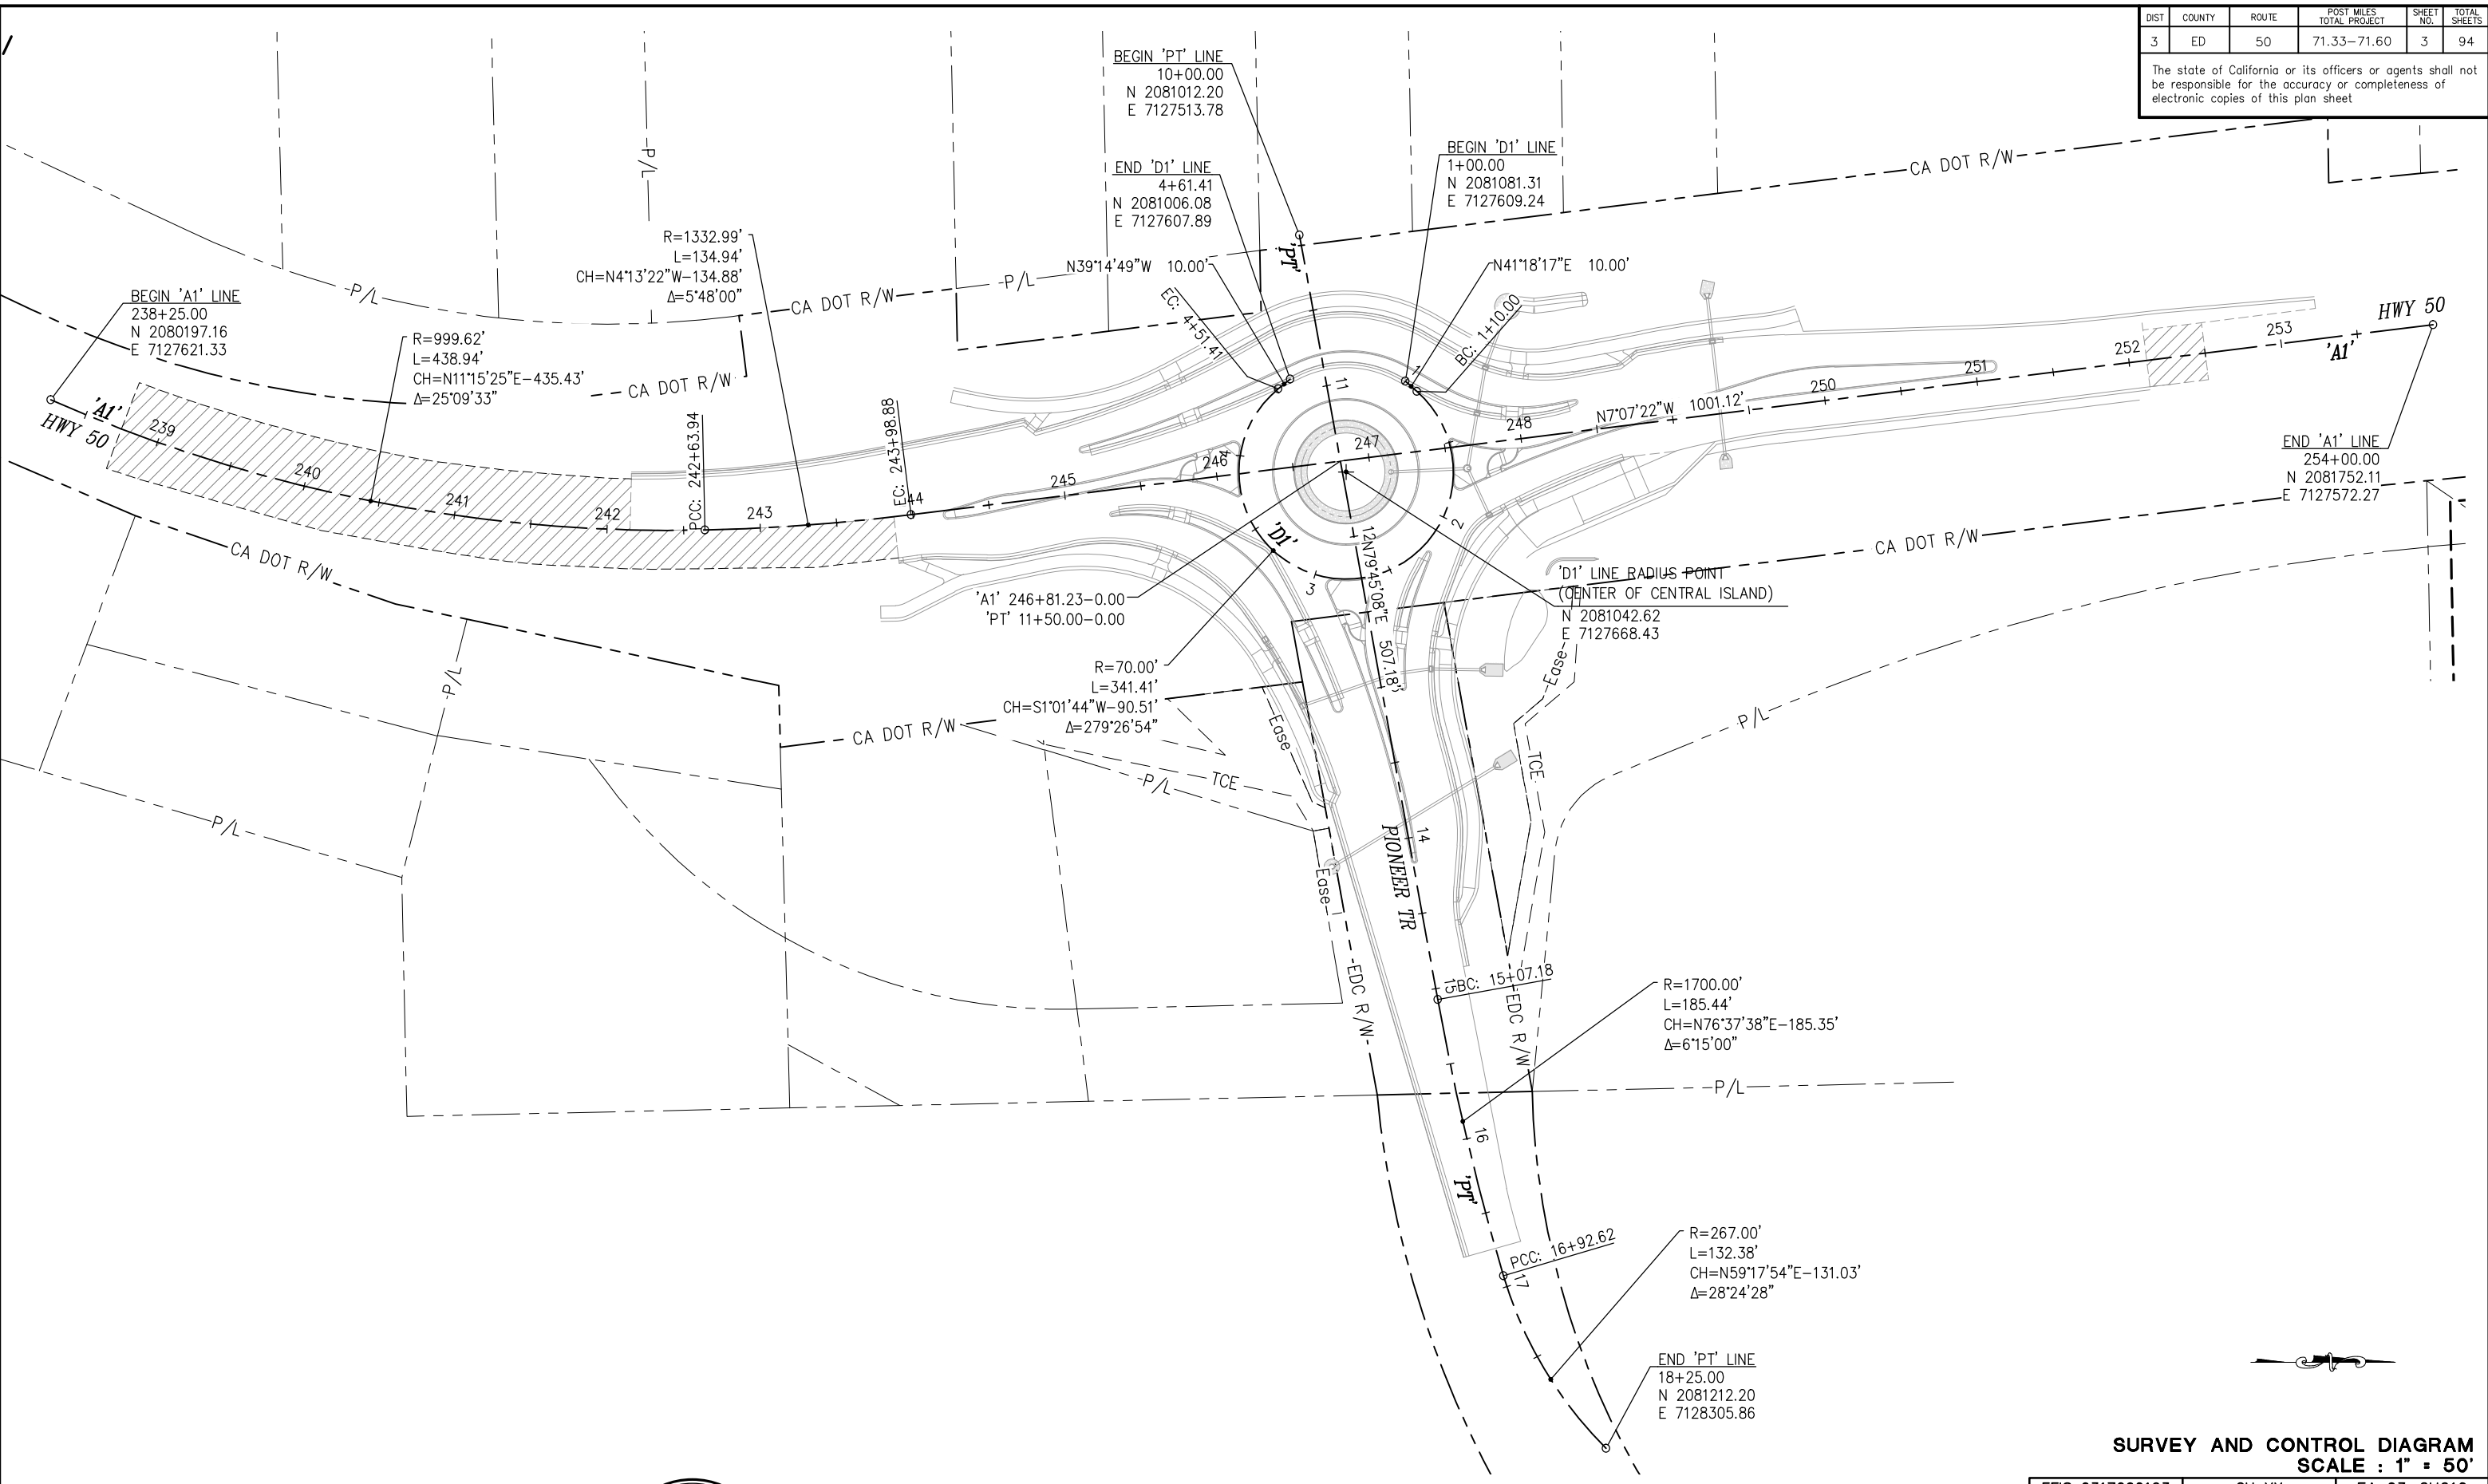 DIST COUNTY ROUTE POST MILES TOTAL PROJECT SHEET NO. TOTAL SHEETS
3 ED 50 71.33-71.60 3 94
The state of California or its officers or agents shall not
be responsible for the accuracy or completeness of
electronic copies of this plan sheet
BEGIN 'PT' LINE
10+00.00
N 2081012.20
E 7127513.78
END 'D1' LINE
4+61.41
N 2081006.08
E 7127607.89
BEGIN 'D1' LINE
1+00.00
N 2081081.31
E 7127609.24
CA DOT R/W
P/L
R=1332.99'
L=134.94'
CH=N4°13'22"W-134.88'
Δ=5°48'00"
N39°14'49"W 10.00'
'PT'
N41°18'17"E 10.00'
P/L
CA DOT R/W
P/L
BEGIN 'A1' LINE
238+25.00
N 2080197.16
E 7127621.33
R=999.62'
L=438.94'
CH=N11°15'25"E-435.43'
Δ=25°09'33"
CA DOT R/W
EC: 4+51.41
BC: 1+10.00
HWY 50
'A1'
'A1'
HWY 50
239
240
241
242
PCC: 242+63.94
243
EC: 243+98.88
44
245
246
247
248
N7°07'22"W 1001.12'
250
251
252
253
11
1
2
3
4
12
'D1'
END 'A1' LINE
254+00.00
N 2081752.11
E 7127572.27
CA DOT R/W
CA DOT R/W
N79°45'08"E 507.18'
'A1' 246+81.23-0.00
'PT' 11+50.00-0.00
'D1' LINE RADIUS POINT
(CENTER OF CENTRAL ISLAND)
N 2081042.62
E 7127668.43
R=70.00'
L=341.41'
CH=S1°01'44"W-90.51'
Δ=279°26'54"
CA DOT R/W
P/L
Ease
Ease
P/L
TCE
TCE
P/L
P/L
14
PIONEER TR
Ease
EDC R/W
15
BC: 15+07.18
EDC R/W
R=1700.00'
L=185.44'
CH=N76°37'38"E-185.35'
Δ=6°15'00"
P/L
16
'PT'
PCC: 16+92.62
17
R=267.00'
L=132.38'
CH=N59°17'54"E-131.03'
Δ=28°24'28"
END 'PT' LINE
18+25.00
N 2081212.20
E 7128305.86
SURVEY AND CONTROL DIAGRAM
SCALE : 1" = 50'